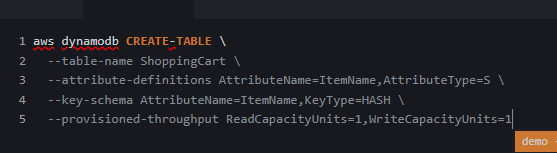 1 aws dynamodb CREATE-TABLE \
2 --table-name ShoppingCart \
3 --attribute-definitions AttributeName=ItemName,AttributeType=S \
4 --key-schema AttributeName=ItemName,KeyType=HASH \
5 --provisioned-throughput ReadCapacityUnits=1,WriteCapacityUnits=1
demo